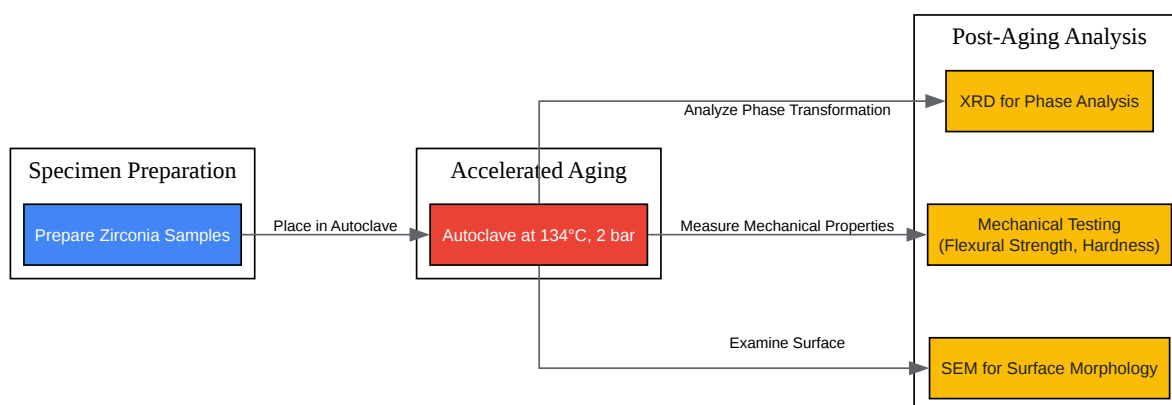 Specimen Preparation
Prepare Zirconia Samples
Place in Autoclave
Accelerated Aging
Autoclave at 134°C, 2 bar
Analyze Phase Transformation
Measure Mechanical Properties
Examine Surface
Post-Aging Analysis
XRD for Phase Analysis
Mechanical Testing
(Flexural Strength, Hardness)
SEM for Surface Morphology